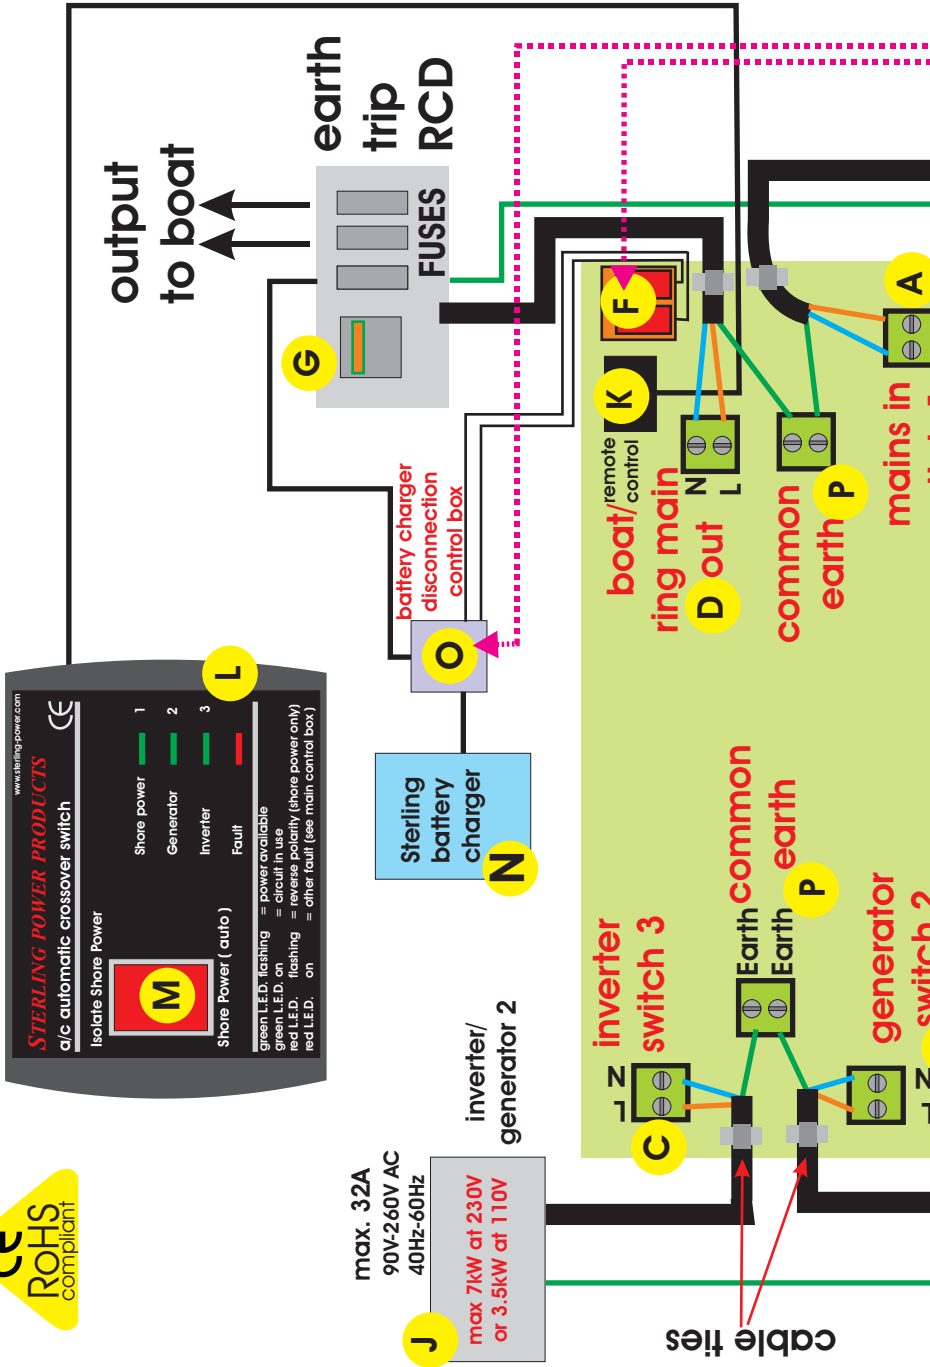 CE
RoHS
compliant
www.sterling-power.com
STERLING POWER PRODUCTS
CE
a/c automatic crossover switch
Isolate Shore Power
M
Shore Power ( auto )
Shore power 1
Generator 2
Inverter 3
Fault
L
green L.E.D. flashing = power available
green L.E.D. on = circuit in use
red L.E.D. flashing = reverse polarity (shore power only)
red L.E.D. on = other fault (see main control box )
output
to boat
earth
trip
RCD
FUSES
G
battery charger
disconnection
control box
O
Sterling
battery
charger
N
inverter/
generator 2
max. 32A
90V-260V AC
40Hz-60Hz
max 7kW at 230V
or 3.5kW at 110V
J
cable ties
F
K
remote
control
boat/
ring main
out
D
N
L
common
earth
P
mains in
A
inverter
switch 3
N
L
C
common
earth
P
Earth
Earth
generator
switch 2
N
L